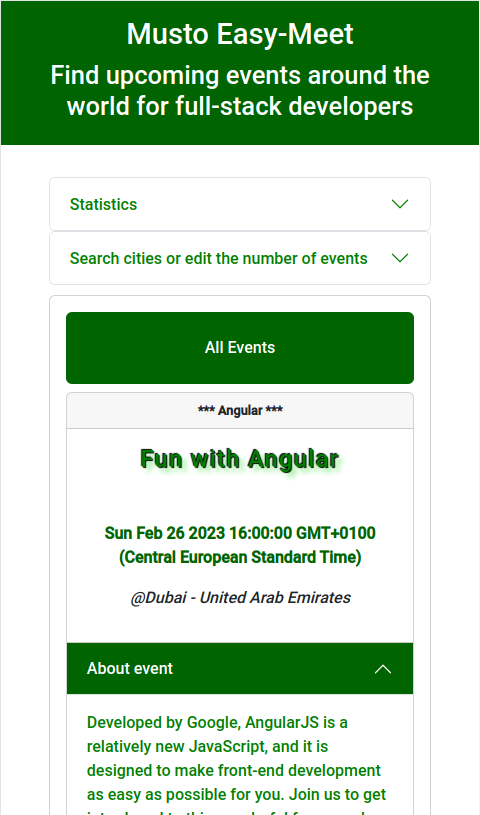 Musto Easy-Meet
Find upcoming events around the
world for full-stack developers
Statistics
Search cities or edit the number of events
All Events
*** Angular ***
Fun with Angular
Sun Feb 26 2023 16:00:00 GMT+0100
(Central European Standard Time)
@Dubai - United Arab Emirates
About event
Developed by Google, AngularJS is a
relatively new JavaScript, and it is
designed to make front-end development
as easy as possible for you. Join us to get